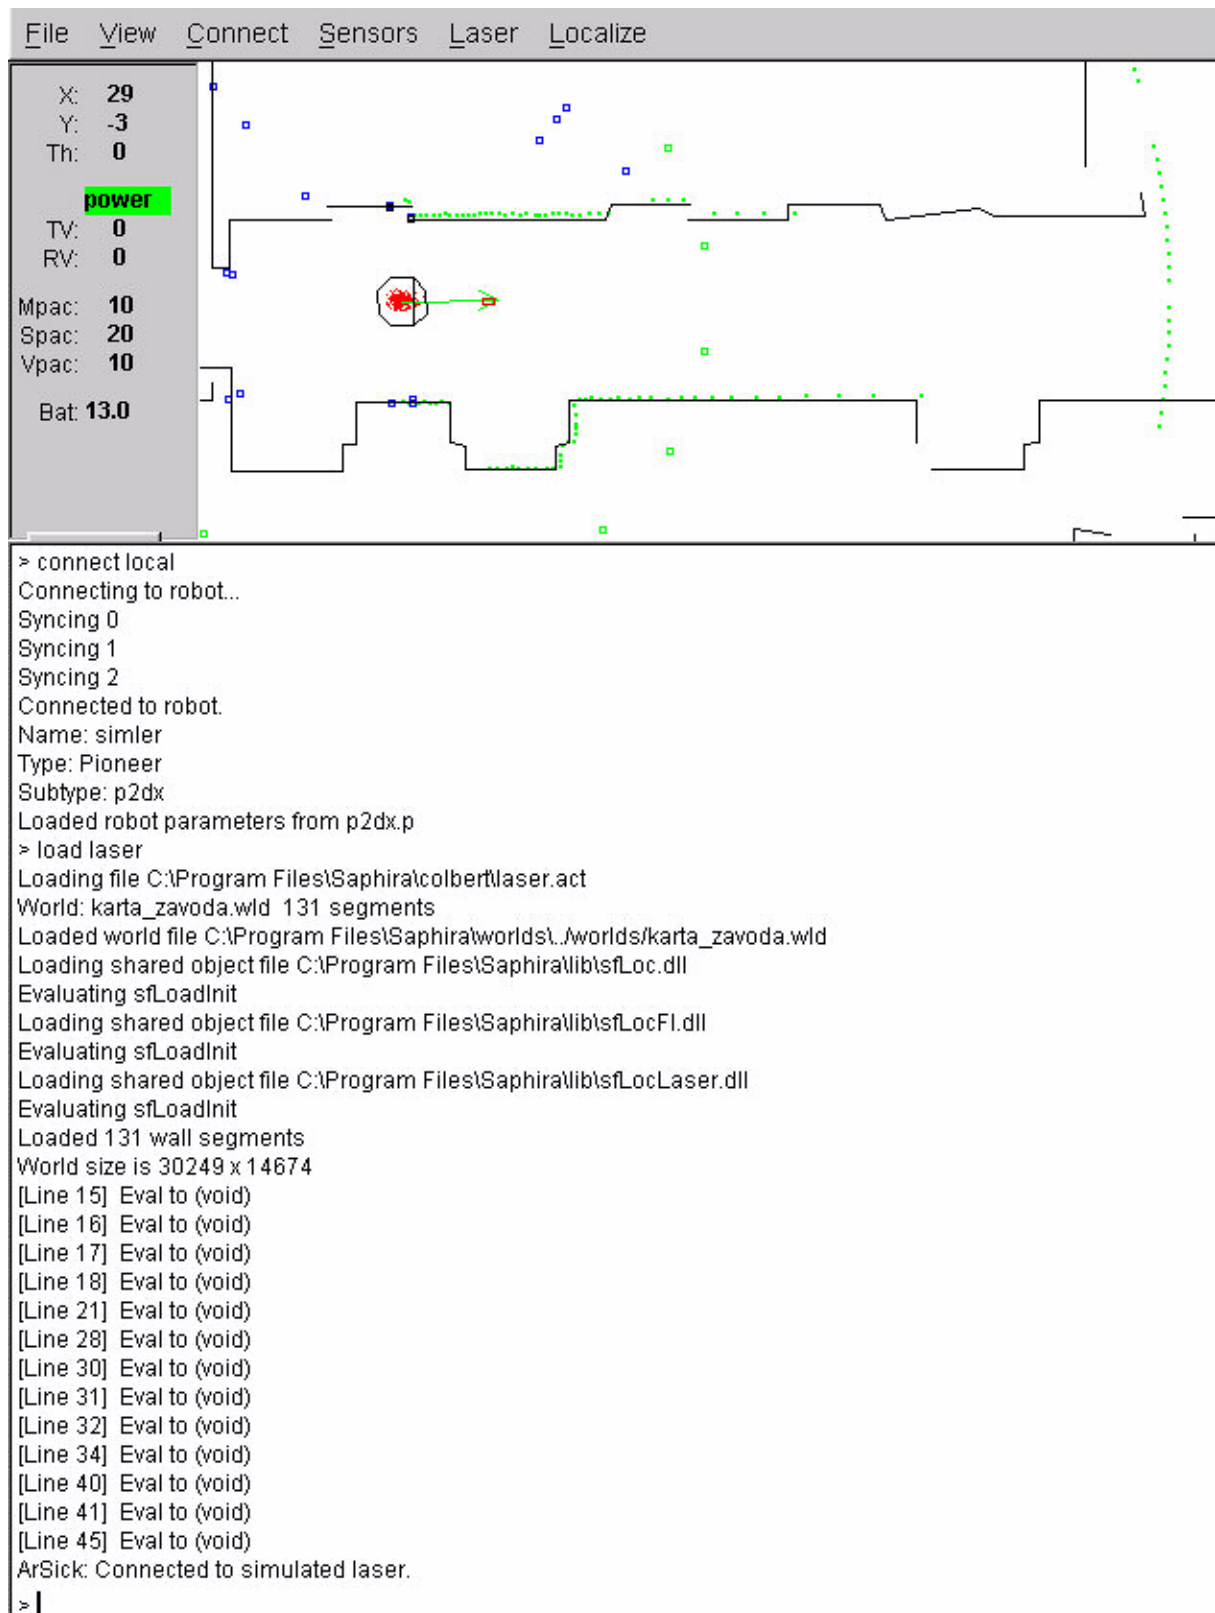 File View Connect Sensors Laser Localize
X: 29
Y: -3
Th: 0
power
TV: 0
RV: 0
Mpac: 10
Spac: 20
Vpac: 10
Bat: 13.0
> connect local
Connecting to robot...
Syncing 0
Syncing 1
Syncing 2
Connected to robot.
Name: simler
Type: Pioneer
Subtype: p2dx
Loaded robot parameters from p2dx.p
> load laser
Loading file C:\Program Files\Saphira\colbert\laser.act
World: karta_zavoda.wld 131 segments
Loaded world file C:\Program Files\Saphira\worlds\../worlds/karta_zavoda.wld
Loading shared object file C:\Program Files\Saphira\lib\sfLoc.dll
Evaluating sfLoadInit
Loading shared object file C:\Program Files\Saphira\lib\sfLocFl.dll
Evaluating sfLoadInit
Loading shared object file C:\Program Files\Saphira\lib\sfLocLaser.dll
Evaluating sfLoadInit
Loaded 131 wall segments
World size is 30249 x 14674
[Line 15] Eval to (void)
[Line 16] Eval to (void)
[Line 17] Eval to (void)
[Line 18] Eval to (void)
[Line 21] Eval to (void)
[Line 28] Eval to (void)
[Line 30] Eval to (void)
[Line 31] Eval to (void)
[Line 32] Eval to (void)
[Line 34] Eval to (void)
[Line 40] Eval to (void)
[Line 41] Eval to (void)
[Line 45] Eval to (void)
ArSick: Connected to simulated laser.
>